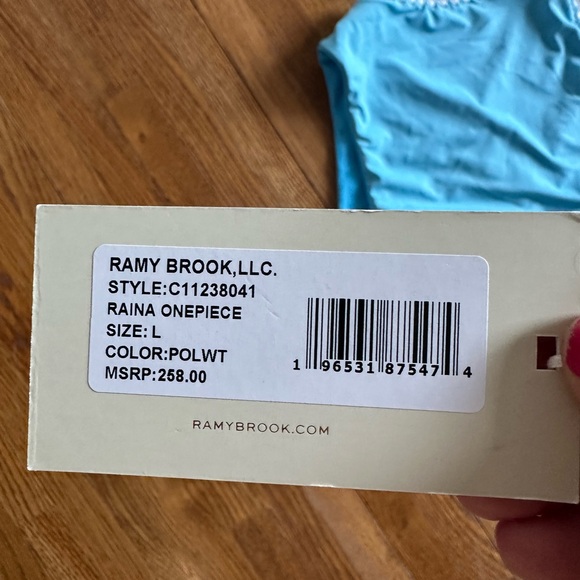 RAMY BROOK,LLC.
STYLE:C11238041
RAINA ONEPIECE
SIZE: L
COLOR:POLWT
MSRP:258.00
1 96531 87547 4
RAMYBROOK.COM